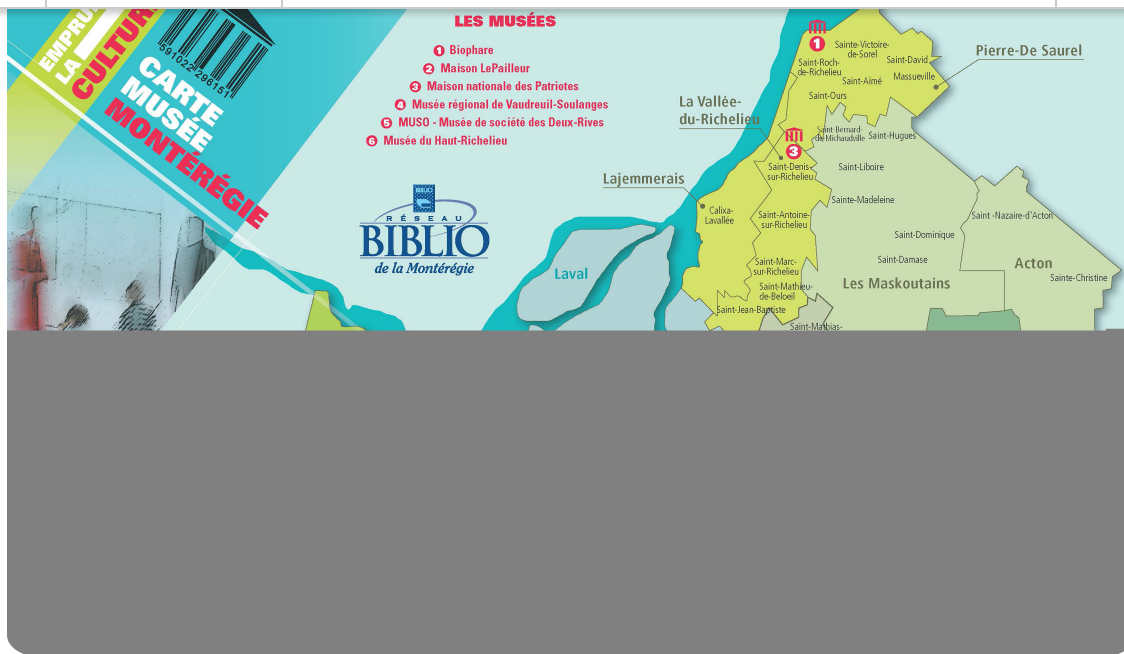 EMPRU
LA
CULTUR
591022 296151
CARTE
MUSÉE
MONTÉRÉGIE
LES MUSÉES
1 Biophare
2 Maison LePailleur
3 Maison nationale des Patriotes
4 Musée régional de Vaudreuil-Soulanges
5 MUSO - Musée de société des Deux-Rives
6 Musée du Haut-Richelieu
BIBLIO
RÉSEAU
BIBLIO
de la Montérégie
Laval
1
Sainte-Victoire-
de-Sorel
Saint-David
Pierre-De Saurel
Saint-Roch-
de-Richelieu
Massueville
Saint-Aimé
Saint-Ours
La Vallée-
du-Richelieu
Saint-Bernard-
de Michaudville
Saint-Hugues
3
Saint-Denis-
sur-Richelieu
Saint-Liboire
Lajemmerais
Sainte-Madeleine
Calixa-
Lavallée
Saint-Antoine-
sur-Richelieu
Saint -Nazaire-d'Acton
Saint-Dominique
Saint-Marc-
sur-Richelieu
Saint-Damase
Acton
Sainte-Christine
Les Maskoutains
Saint-Mathieu-
de-Beloeil
Saint-Jean-Baptiste
Saint-Mathias-